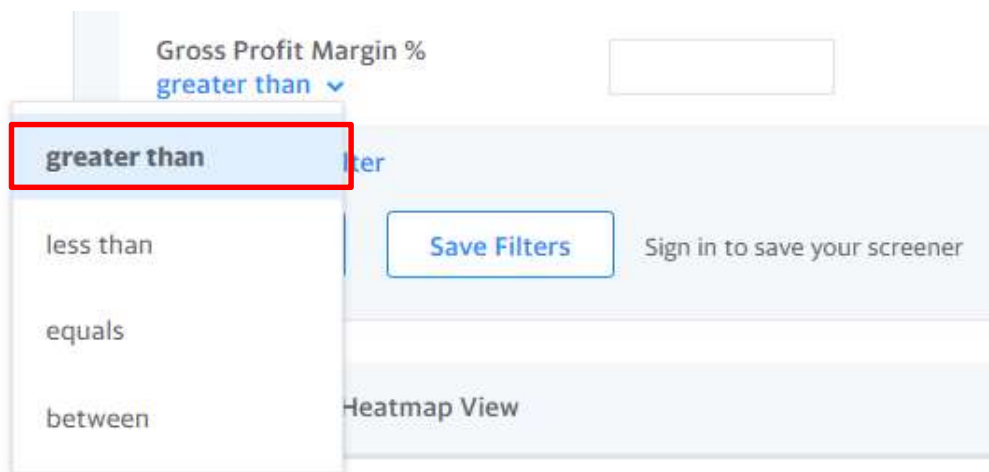 Gross Profit Margin %
greater than
greater than
lter
less than
Save Filters
Sign in to save your screener
equals
between
Heatmap View